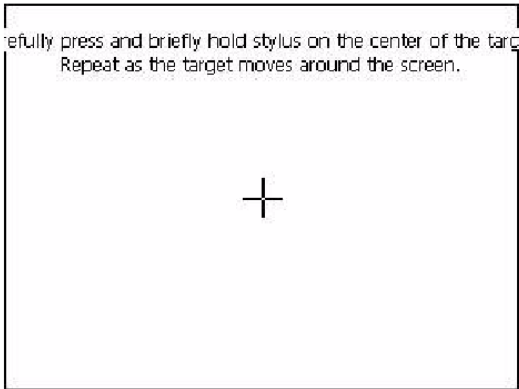 efully press and briefly hold stylus on the center of the targ
Repeat as the target moves around the screen.